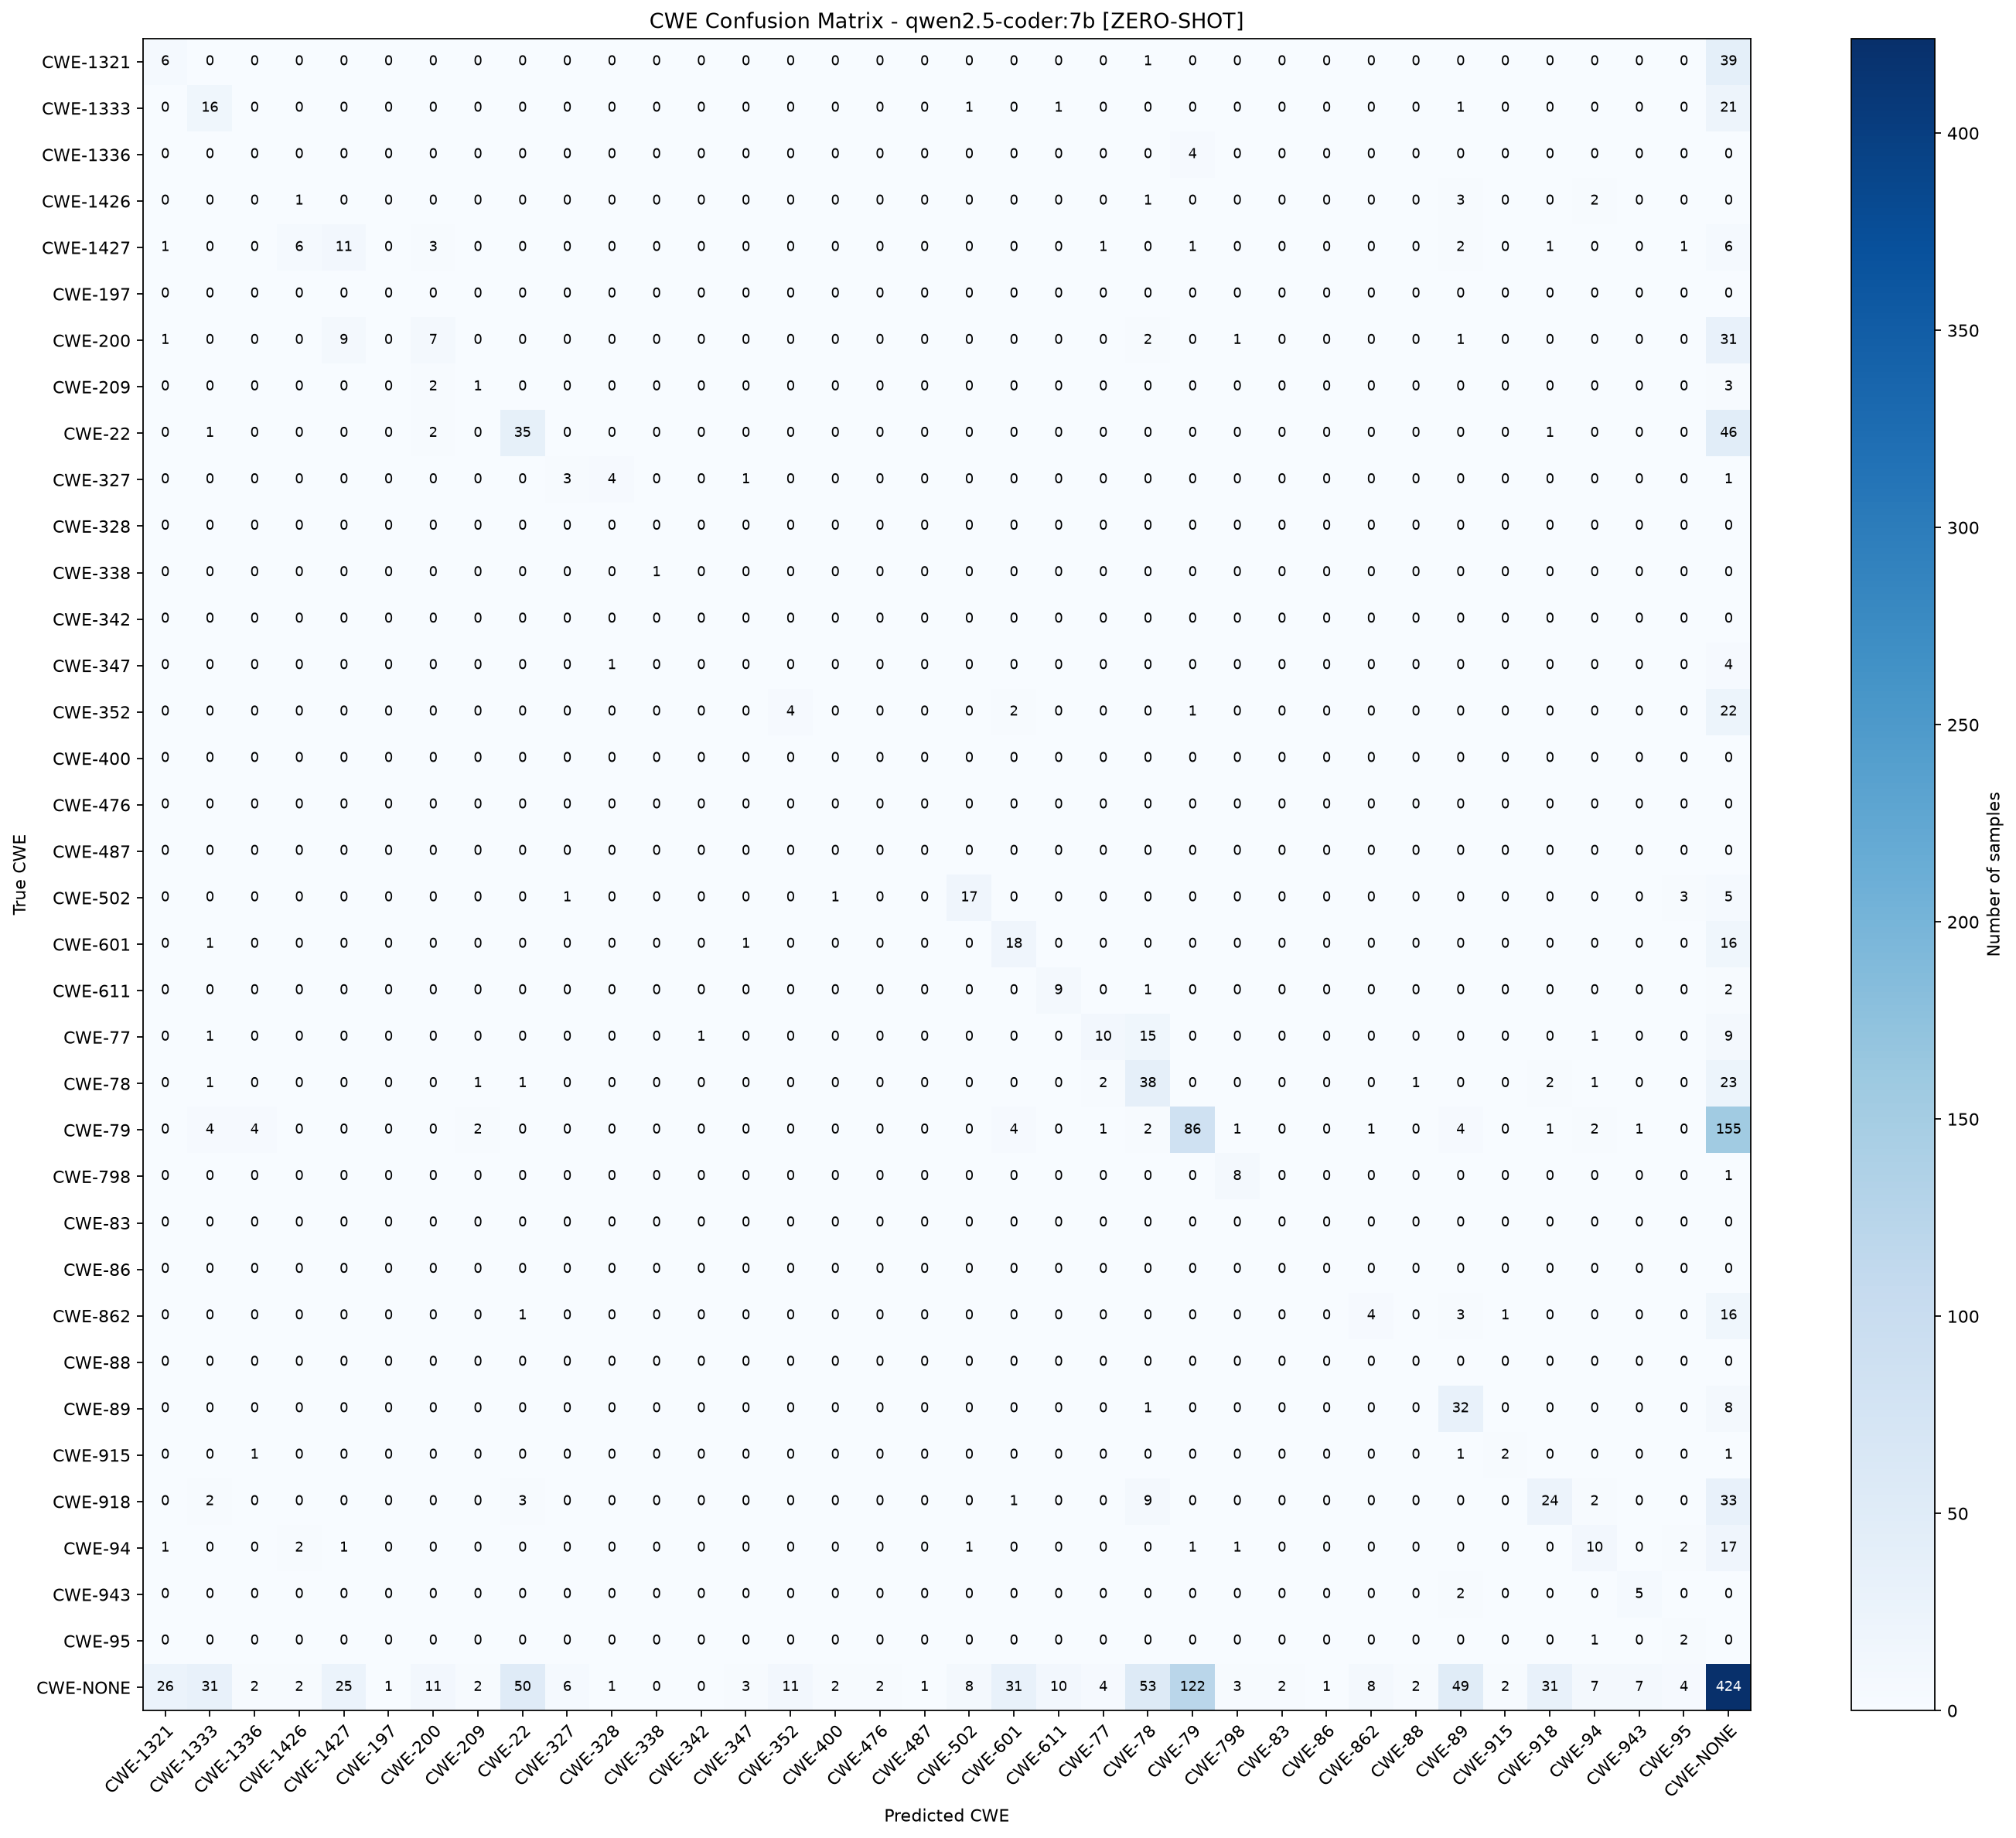 CWE Confusion Matrix - qwen2.5-coder:7b [ZERO-SHOT]
CWE-1321 6 0 0 0 0 0 0 0 0 0 0 0 0 0 0 0 0 0 0 0 0 0 1 0 0 0 0 0 0 0 0 0 0 0 0 39
CWE-1333 0 16 0 0 0 0 0 0 0 0 0 0 0 0 0 0 0 0 1 0 1 0 0 0 0 0 0 0 0 1 0 0 0 0 0 21
CWE-1336 0 0 0 0 0 0 0 0 0 0 0 0 0 0 0 0 0 0 0 0 0 0 0 4 0 0 0 0 0 0 0 0 0 0 0 0
CWE-1426 0 0 0 1 0 0 0 0 0 0 0 0 0 0 0 0 0 0 0 0 0 0 1 0 0 0 0 0 0 3 0 0 2 0 0 0
CWE-1427 1 0 0 6 11 0 3 0 0 0 0 0 0 0 0 0 0 0 0 0 0 1 0 1 0 0 0 0 0 2 0 1 0 0 1 6
CWE-197 0 0 0 0 0 0 0 0 0 0 0 0 0 0 0 0 0 0 0 0 0 0 0 0 0 0 0 0 0 0 0 0 0 0 0 0
CWE-200 1 0 0 0 9 0 7 0 0 0 0 0 0 0 0 0 0 0 0 0 0 0 2 0 1 0 0 0 0 1 0 0 0 0 0 31
CWE-209 0 0 0 0 0 0 2 1 0 0 0 0 0 0 0 0 0 0 0 0 0 0 0 0 0 0 0 0 0 0 0 0 0 0 0 3
CWE-22 0 1 0 0 0 0 2 0 35 0 0 0 0 0 0 0 0 0 0 0 0 0 0 0 0 0 0 0 0 0 0 1 0 0 0 46
CWE-327 0 0 0 0 0 0 0 0 0 3 4 0 0 1 0 0 0 0 0 0 0 0 0 0 0 0 0 0 0 0 0 0 0 0 0 1
CWE-328 0 0 0 0 0 0 0 0 0 0 0 0 0 0 0 0 0 0 0 0 0 0 0 0 0 0 0 0 0 0 0 0 0 0 0 0
CWE-338 0 0 0 0 0 0 0 0 0 0 0 1 0 0 0 0 0 0 0 0 0 0 0 0 0 0 0 0 0 0 0 0 0 0 0 0
CWE-342 0 0 0 0 0 0 0 0 0 0 0 0 0 0 0 0 0 0 0 0 0 0 0 0 0 0 0 0 0 0 0 0 0 0 0 0
CWE-347 0 0 0 0 0 0 0 0 0 0 1 0 0 0 0 0 0 0 0 0 0 0 0 0 0 0 0 0 0 0 0 0 0 0 0 4
CWE-352 0 0 0 0 0 0 0 0 0 0 0 0 0 0 4 0 0 0 0 2 0 0 0 1 0 0 0 0 0 0 0 0 0 0 0 22
CWE-400 0 0 0 0 0 0 0 0 0 0 0 0 0 0 0 0 0 0 0 0 0 0 0 0 0 0 0 0 0 0 0 0 0 0 0 0
CWE-476 0 0 0 0 0 0 0 0 0 0 0 0 0 0 0 0 0 0 0 0 0 0 0 0 0 0 0 0 0 0 0 0 0 0 0 0
CWE-487 0 0 0 0 0 0 0 0 0 0 0 0 0 0 0 0 0 0 0 0 0 0 0 0 0 0 0 0 0 0 0 0 0 0 0 0
CWE-502 0 0 0 0 0 0 0 0 0 1 0 0 0 0 0 1 0 0 17 0 0 0 0 0 0 0 0 0 0 0 0 0 0 0 3 5
CWE-601 0 1 0 0 0 0 0 0 0 0 0 0 0 1 0 0 0 0 0 18 0 0 0 0 0 0 0 0 0 0 0 0 0 0 0 16
CWE-611 0 0 0 0 0 0 0 0 0 0 0 0 0 0 0 0 0 0 0 0 9 0 1 0 0 0 0 0 0 0 0 0 0 0 0 2
CWE-77 0 1 0 0 0 0 0 0 0 0 0 0 1 0 0 0 0 0 0 0 0 10 15 0 0 0 0 0 0 0 0 0 1 0 0 9
CWE-78 0 1 0 0 0 0 0 1 1 0 0 0 0 0 0 0 0 0 0 0 0 2 38 0 0 0 0 0 1 0 0 2 1 0 0 23
CWE-79 0 4 4 0 0 0 0 2 0 0 0 0 0 0 0 0 0 0 0 4 0 1 2 86 1 0 0 1 0 4 0 1 2 1 0 155
CWE-798 0 0 0 0 0 0 0 0 0 0 0 0 0 0 0 0 0 0 0 0 0 0 0 0 8 0 0 0 0 0 0 0 0 0 0 1
CWE-83 0 0 0 0 0 0 0 0 0 0 0 0 0 0 0 0 0 0 0 0 0 0 0 0 0 0 0 0 0 0 0 0 0 0 0 0
CWE-86 0 0 0 0 0 0 0 0 0 0 0 0 0 0 0 0 0 0 0 0 0 0 0 0 0 0 0 0 0 0 0 0 0 0 0 0
CWE-862 0 0 0 0 0 0 0 0 1 0 0 0 0 0 0 0 0 0 0 0 0 0 0 0 0 0 0 4 0 3 1 0 0 0 0 16
CWE-88 0 0 0 0 0 0 0 0 0 0 0 0 0 0 0 0 0 0 0 0 0 0 0 0 0 0 0 0 0 0 0 0 0 0 0 0
CWE-89 0 0 0 0 0 0 0 0 0 0 0 0 0 0 0 0 0 0 0 0 0 0 1 0 0 0 0 0 0 32 0 0 0 0 0 8
CWE-915 0 0 1 0 0 0 0 0 0 0 0 0 0 0 0 0 0 0 0 0 0 0 0 0 0 0 0 0 0 1 2 0 0 0 0 1
CWE-918 0 2 0 0 0 0 0 0 3 0 0 0 0 0 0 0 0 0 0 1 0 0 9 0 0 0 0 0 0 0 0 24 2 0 0 33
CWE-94 1 0 0 2 1 0 0 0 0 0 0 0 0 0 0 0 0 0 1 0 0 0 0 1 1 0 0 0 0 0 0 0 10 0 2 17
CWE-943 0 0 0 0 0 0 0 0 0 0 0 0 0 0 0 0 0 0 0 0 0 0 0 0 0 0 0 0 0 2 0 0 0 5 0 0
CWE-95 0 0 0 0 0 0 0 0 0 0 0 0 0 0 0 0 0 0 0 0 0 0 0 0 0 0 0 0 0 0 0 0 1 0 2 0
CWE-NONE 26 31 2 2 25 1 11 2 50 6 1 0 0 3 11 2 2 1 8 31 10 4 53 122 3 2 1 8 2 49 2 31 7 7 4 424
CWE-1321 CWE-1333 CWE-1336 CWE-1426 CWE-1427 CWE-197 CWE-200 CWE-209 CWE-22 CWE-327 CWE-328 CWE-338 CWE-342 CWE-347 CWE-352 CWE-400 CWE-476 CWE-487 CWE-502 CWE-601 CWE-611 CWE-77 CWE-78 CWE-79 CWE-798 CWE-83 CWE-86 CWE-862 CWE-88 CWE-89 CWE-915 CWE-918 CWE-94 CWE-943 CWE-95 CWE-NONE
Predicted CWE
True CWE
400
350
300
250
200
150
100
50
0
Number of samples